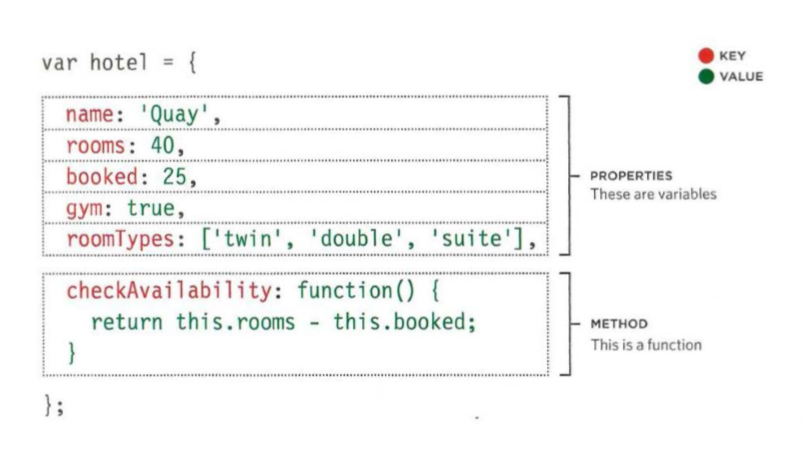 var hotel = {
KEY
VALUE
name: 'Quay',
rooms: 40,
booked: 25,
gym: true,
roomTypes: ['twin', 'double', 'suite'],
PROPERTIES
These are variables
checkAvailability: function() {
return this.rooms - this.booked;
}
METHOD
This is a function
};